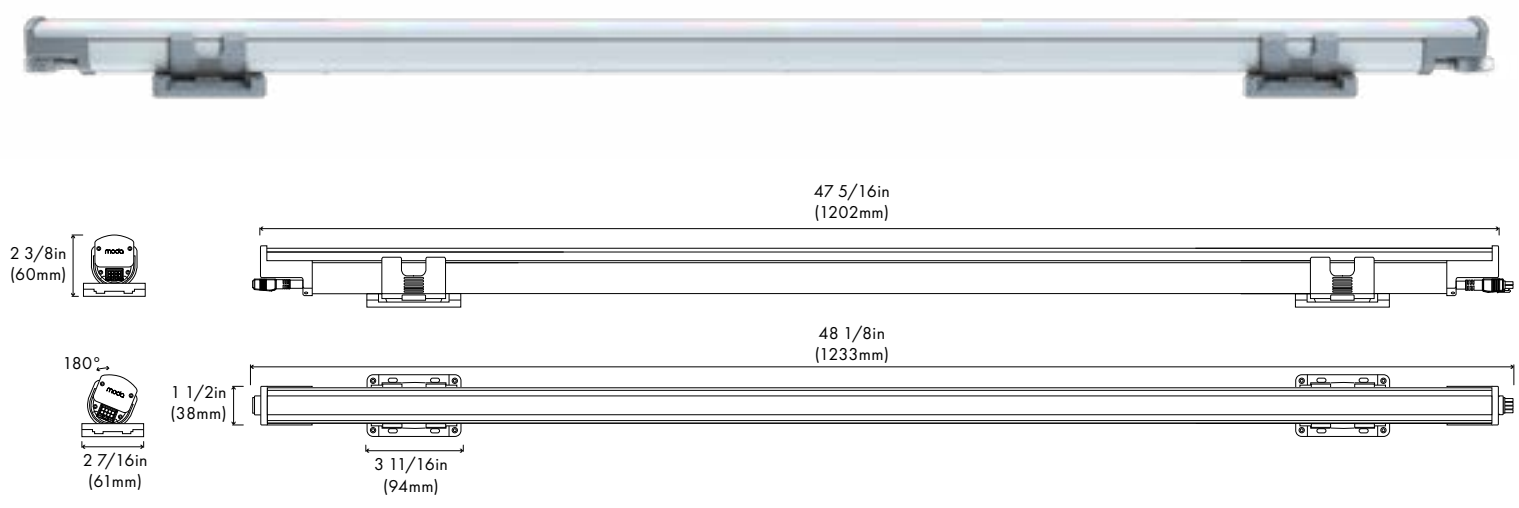 47 5/16in
(1202mm)
2 3/8in
(60mm)
moda
48 1/8in
(1233mm)
180°
moda
1 1/2in
(38mm)
2 7/16in
(61mm)
3 11/16in
(94mm)